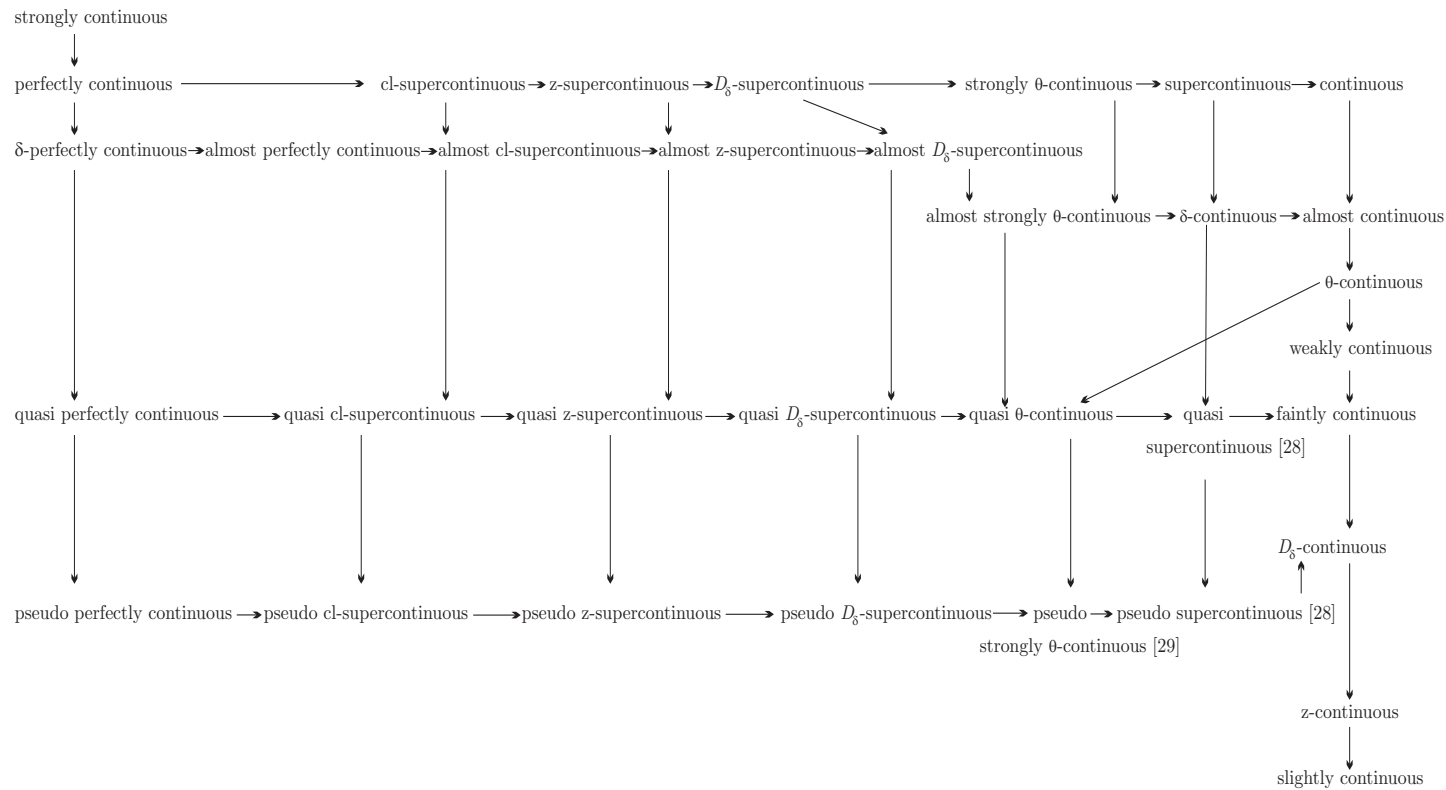 strongly continuous
perfectly continuous cl-supercontinuous z-supercontinuous Dδ-supercontinuous strongly θ-continuous supercontinuous continuous
δ-perfectly continuous almost perfectly continuous almost cl-supercontinuous almost z-supercontinuous almost Dδ-supercontinuous
almost strongly θ-continuous δ-continuous almost continuous
θ-continuous
weakly continuous
quasi perfectly continuous quasi cl-supercontinuous quasi z-supercontinuous quasi Dδ-supercontinuous quasi θ-continuous quasi faintly continuous
supercontinuous [28]
Dδ-continuous
pseudo perfectly continuous pseudo cl-supercontinuous pseudo z-supercontinuous pseudo Dδ-supercontinuous pseudo pseudo supercontinuous [28]
strongly θ-continuous [29]
z-continuous
slightly continuous